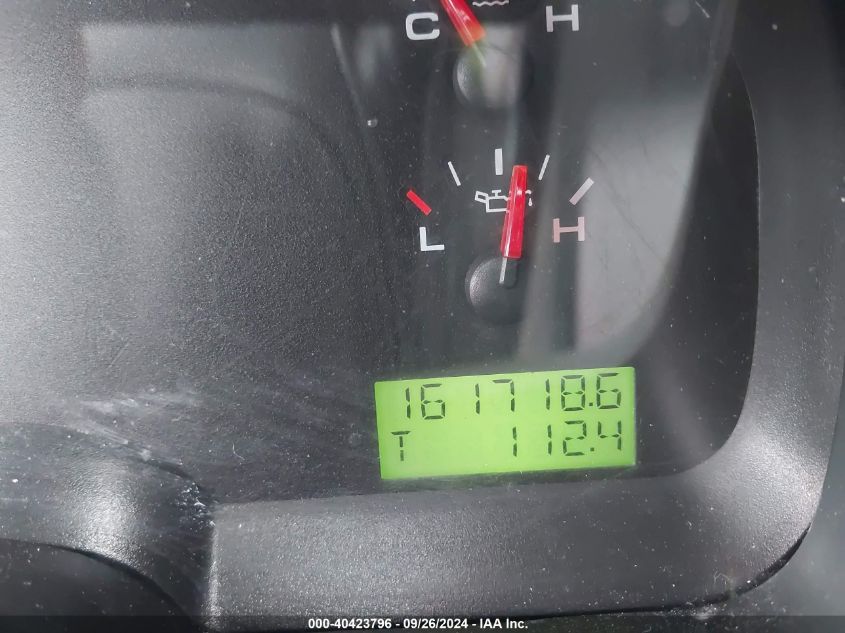 C H
L H
161718.6
T 112.4
000-40423796 - 09/26/2024 - IAA Inc.